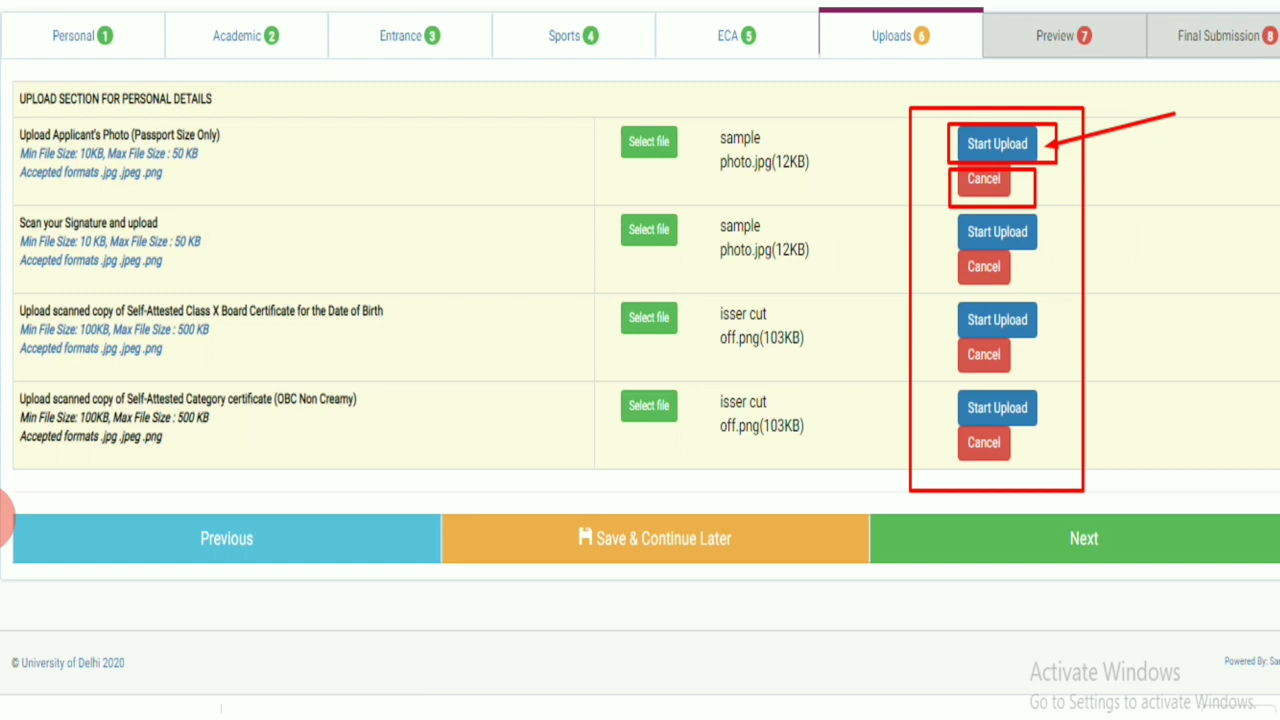 Personal 1 Academic 2 Entrance 3 Sports 4 ECA 5 Uploads 6 Preview 7 Final Submission 8
UPLOAD SECTION FOR PERSONAL DETAILS
Upload Applicant's Photo (Passport Size Only)
Min File Size: 10KB, Max File Size : 50 KB
Accepted formats .jpg .jpeg .png
Select file
sample
photo.jpg(12KB)
Start Upload
Cancel
Scan your Signature and upload
Min File Size: 10 KB, Max File Size : 50 KB
Accepted formats .jpg .jpeg .png
Select file
sample
photo.jpg(12KB)
Start Upload
Cancel
Upload scanned copy of Self-Attested Class X Board Certificate for the Date of Birth
Min File Size: 100KB, Max File Size : 500 KB
Accepted formats .jpg .jpeg .png
Select file
isser cut
off.png(103KB)
Start Upload
Cancel
Upload scanned copy of Self-Attested Category certificate (OBC Non Creamy)
Min File Size: 100KB, Max File Size : 500 KB
Accepted formats .jpg .jpeg .png
Select file
isser cut
off.png(103KB)
Start Upload
Cancel
Previous Save & Continue Later Next
© University of Delhi 2020
Powered By:
Activate Windows
Go to Settings to activate Windows.